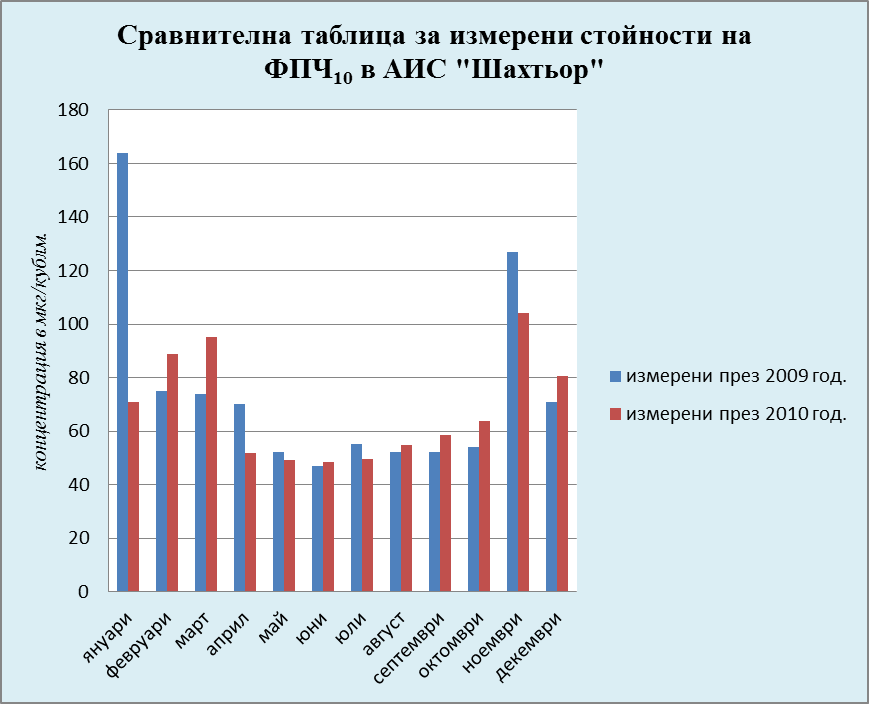 Сравнителна таблица за измерени стойности на
ФПЧ₁₀ в АИС "Шахтьор"
концентрация в мкг/кублм.
180
160
140
120
100
80
60
40
20
0
януари
февруари
март
април
май
юни
юли
август
септември
октомври
ноември
декември
измерени през 2009 год.
измерени през 2010 год.